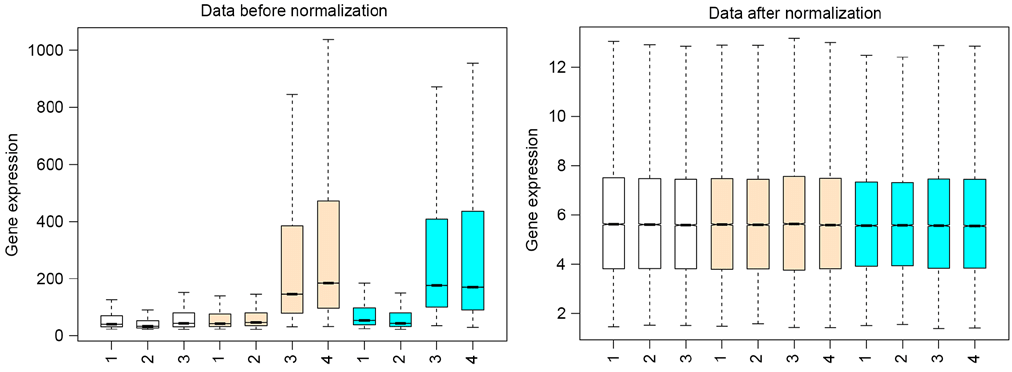 Data before normalization
Gene expression
1000
800
600
400
200
0
1 2 3 1 2 3 4 1 2 3 4
Data after normalization
Gene expression
12
10
8
6
4
2
1 2 3 1 2 3 4 1 2 3 4